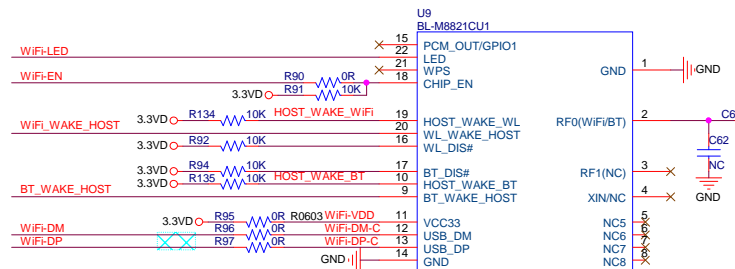 U9
BL-M8821CU1
15 PCM_OUT/GPIO1
WiFi-LED 22 LED
21 WPS
WiFi-EN R90 0R 18 CHIP_EN
3.3VD R91 10K
1 GND GND
3.3VD R134 10K HOST_WAKE_WiFi 19 HOST_WAKE_WL
WiFi_WAKE_HOST 20 WL_WAKE_HOST
3.3VD R92 10K 16 WL_DIS#
2 RF0(WiFi/BT) C6
C62
NC
GND
3.3VD R94 10K 17 BT_DIS#
3.3VD R135 10K HOST_WAKE_BT 10 HOST_WAKE_BT
BT_WAKE_HOST 9 BT_WAKE_HOST
3 RF1(NC)
4 XIN/NC
3.3VD R95 0R R0603 WiFi-VDD 11 VCC33
WiFi-DM R96 0R WiFi-DM-C 12 USB_DM
WiFi-DP R97 0R WiFi-DP-C 13 USB_DP
GND 14 GND
5 NC5
6 NC6
7 NC7
8 NC8